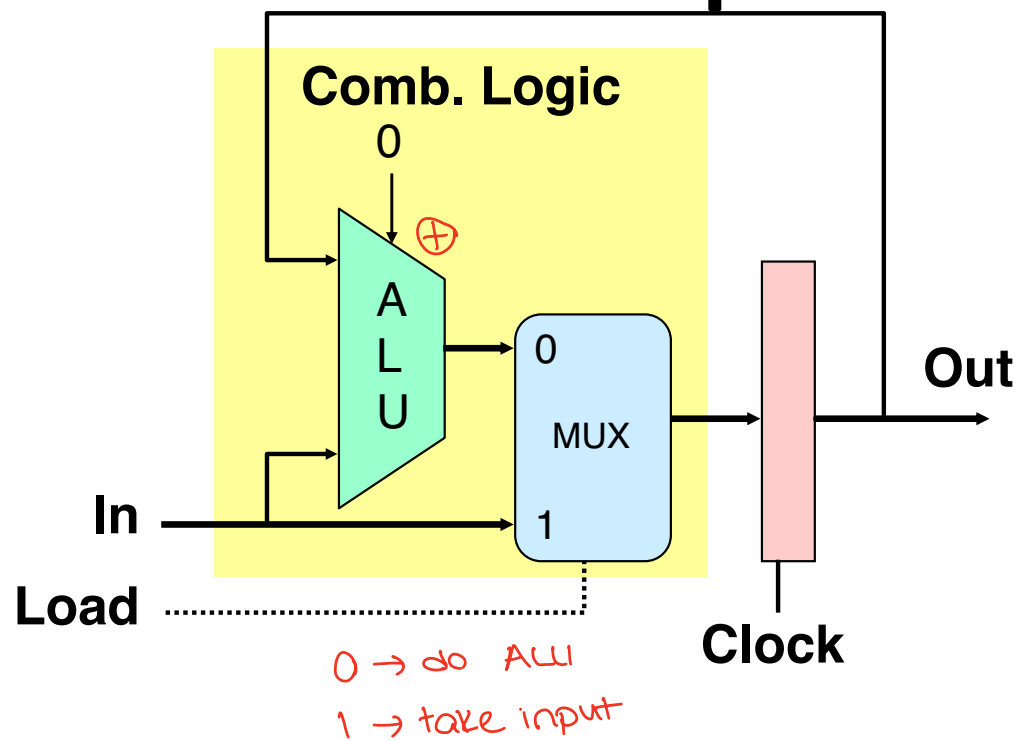 Comb. Logic
0
⊕
A
L
U
0
MUX
1
In
Out
Load
Clock
0 → do ALU
1 → take input